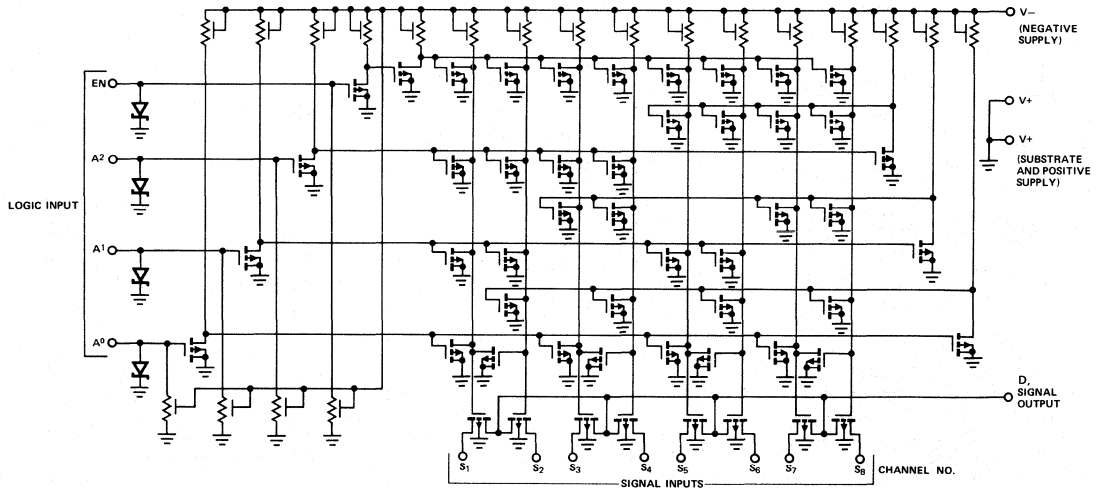 V−
(NEGATIVE
SUPPLY)
EN
V+
V+
(SUBSTRATE
AND POSITIVE
SUPPLY)
A²
LOGIC INPUT
A¹
A⁰
D,
SIGNAL
OUTPUT
S₁ S₂ S₃ S₄ S₅ S₆ S₇ S₈ CHANNEL NO.
SIGNAL INPUTS